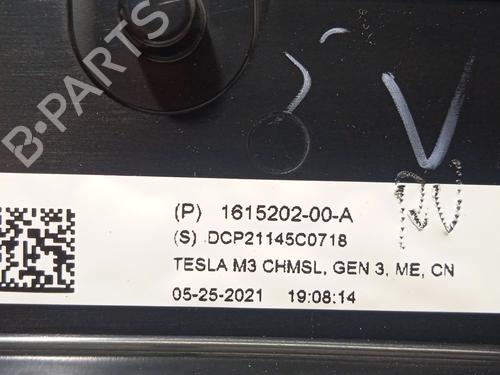 B-PARTS
V
(P) 1615202-00-A
(S) DCP21145C0718
TESLA M3 CHMSL, GEN 3, ME, CN
05-25-2021 19:08:14